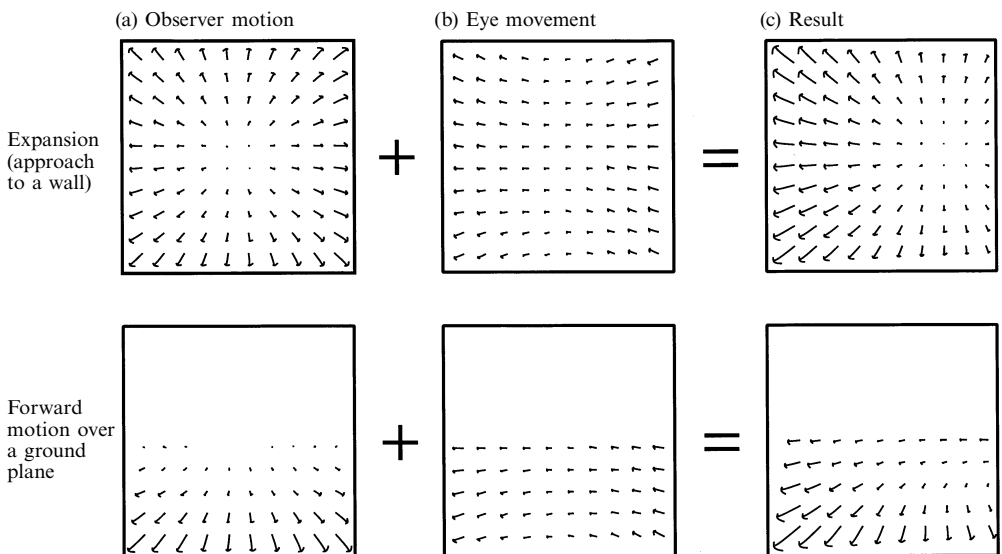 (a) Observer motion
(b) Eye movement
(c) Result
Expansion
(approach
to a wall)
+
=
Forward
motion over
a ground
plane
+
=